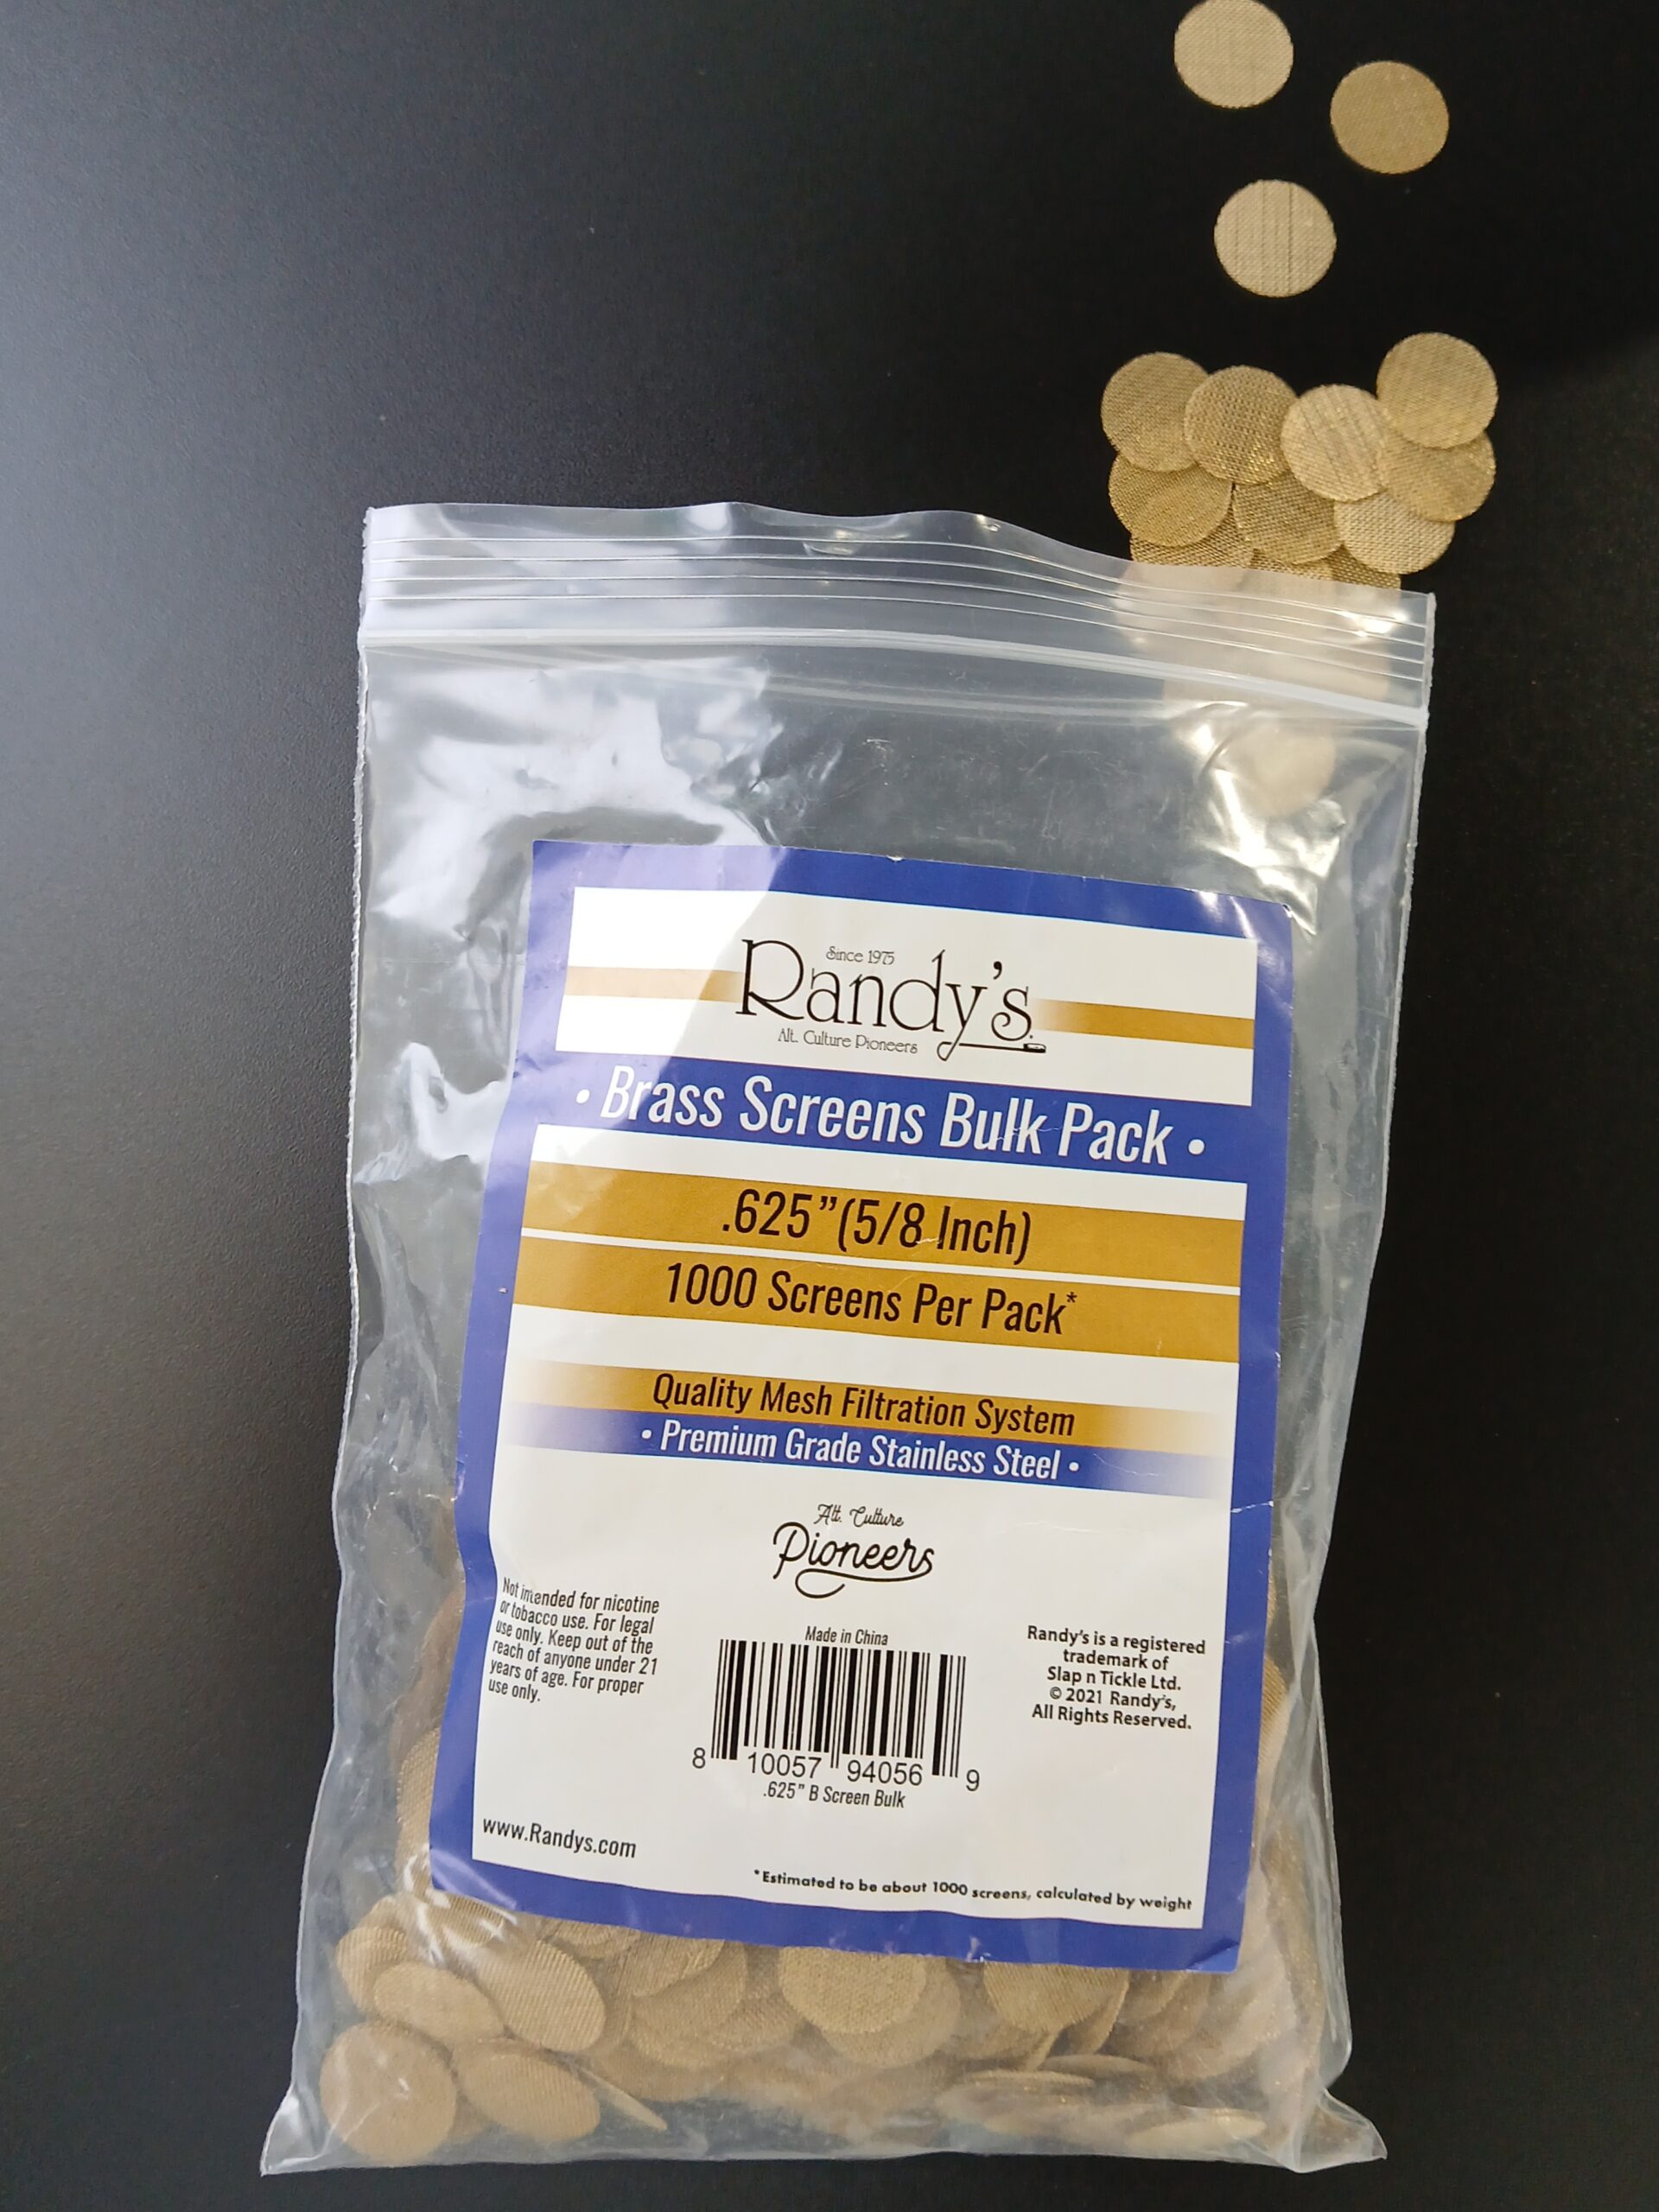 Since 1975
Randy's
Alt. Culture Pioneers
• Brass Screens Bulk Pack •
.625”(5/8 Inch)
1000 Screens Per Pack*
Quality Mesh Filtration System
• Premium Grade Stainless Steel •
Alt. Culture
Pioneers
Not intended for nicotine
or tobacco use. For legal
use only. Keep out of the
reach of anyone under 21
years of age. For proper
use only.
Made in China
8 10057 94056 9
.625” B Screen Bulk
Randy's is a registered
trademark of
Slap n Tickle Ltd.
© 2021 Randy's,
All Rights Reserved.
www.Randys.com
*Estimated to be about 1000 screens, calculated by weight